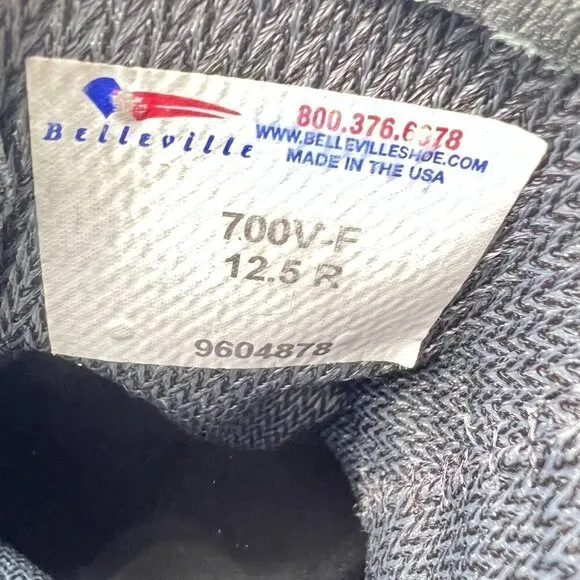 Belleville
800.376.6978
WWW.BELLEVILLESHOE.COM
MADE IN THE USA
700V-F
12.5 R
9604878